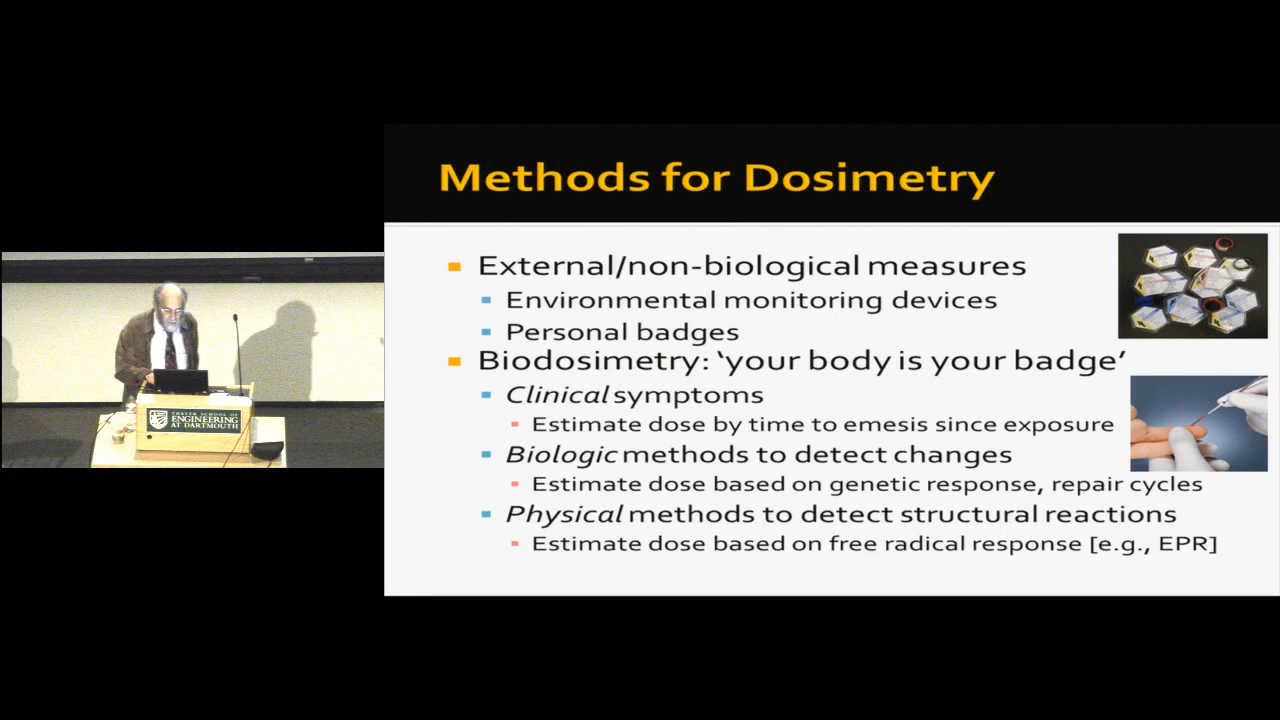 Methods for Dosimetry
External/non-biological measures
Environmental monitoring devices
Personal badges
Biodosimetry: ‘your body is your badge’
Clinical symptoms
Estimate dose by time to emesis since exposure
Biologic methods to detect changes
Estimate dose based on genetic response, repair cycles
Physical methods to detect structural reactions
Estimate dose based on free radical response [e.g., EPR]
THAYER SCHOOL OF
ENGINEERING
AT DARTMOUTH